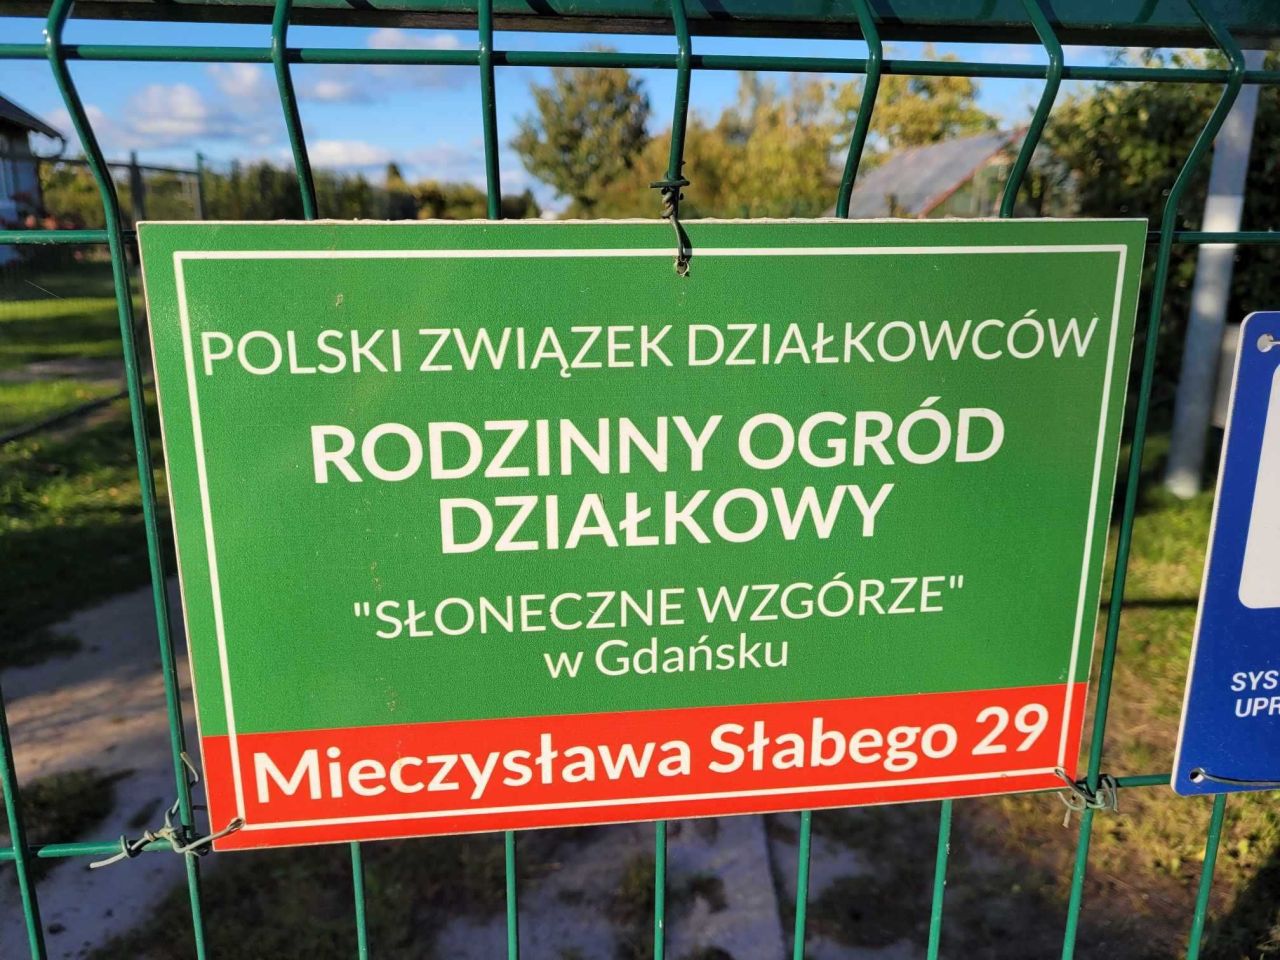 POLSKI ZWIĄZEK DZIAŁKOWCÓW
RODZINNY OGRÓD
DZIAŁKOWY
"SŁONECZNE WZGÓRZE"
w Gdańsku
Mieczysława Słabego 29